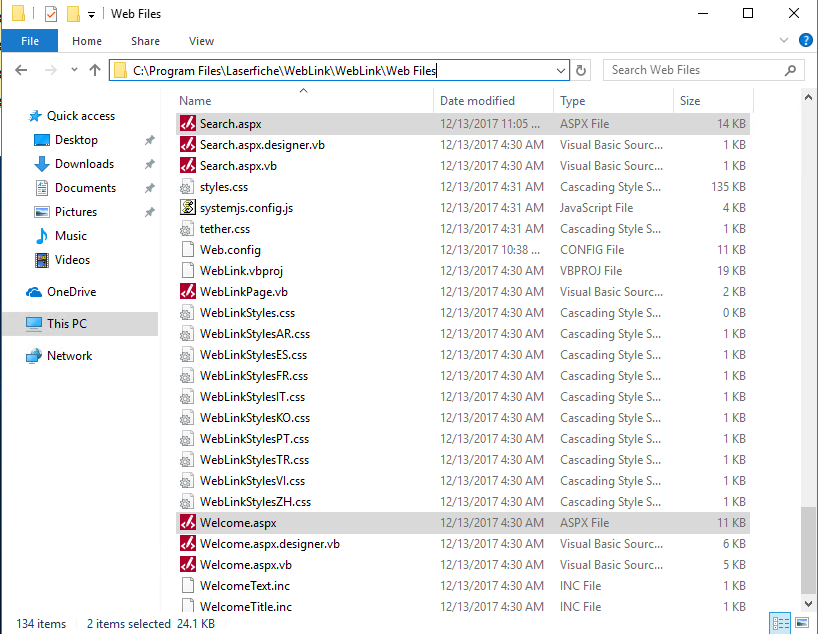 Web Files
File Home Share View
C:\Program Files\Laserfiche\WebLink\WebLink\Web Files Search Web Files
Name Date modified Type Size
Quick access
Desktop
Downloads
Documents
Pictures
Music
Videos
OneDrive
This PC
Network
Search.aspx 12/13/2017 11:05 ... ASPX File 14 KB
Search.aspx.designer.vb 12/13/2017 4:30 AM Visual Basic Sourc... 1 KB
Search.aspx.vb 12/13/2017 4:30 AM Visual Basic Sourc... 1 KB
styles.css 12/13/2017 4:31 AM Cascading Style S... 135 KB
systemjs.config.js 12/13/2017 4:31 AM JavaScript File 4 KB
tether.css 12/13/2017 4:31 AM Cascading Style S... 1 KB
Web.config 12/13/2017 10:38 ... CONFIG File 11 KB
WebLink.vbproj 12/13/2017 4:30 AM VBPROJ File 19 KB
WebLinkPage.vb 12/13/2017 4:30 AM Visual Basic Sourc... 2 KB
WebLinkStyles.css 12/13/2017 4:30 AM Cascading Style S... 0 KB
WebLinkStylesAR.css 12/13/2017 4:30 AM Cascading Style S... 1 KB
WebLinkStylesES.css 12/13/2017 4:30 AM Cascading Style S... 1 KB
WebLinkStylesFR.css 12/13/2017 4:30 AM Cascading Style S... 1 KB
WebLinkStylesIT.css 12/13/2017 4:30 AM Cascading Style S... 1 KB
WebLinkStylesKO.css 12/13/2017 4:30 AM Cascading Style S... 1 KB
WebLinkStylesPT.css 12/13/2017 4:30 AM Cascading Style S... 1 KB
WebLinkStylesTR.css 12/13/2017 4:30 AM Cascading Style S... 1 KB
WebLinkStylesVI.css 12/13/2017 4:30 AM Cascading Style S... 1 KB
WebLinkStylesZH.css 12/13/2017 4:30 AM Cascading Style S... 1 KB
Welcome.aspx 12/13/2017 4:30 AM ASPX File 11 KB
Welcome.aspx.designer.vb 12/13/2017 4:30 AM Visual Basic Sourc... 6 KB
Welcome.aspx.vb 12/13/2017 4:30 AM Visual Basic Sourc... 5 KB
WelcomeText.inc 12/13/2017 4:30 AM INC File 1 KB
WelcomeTitle.inc 12/13/2017 4:30 AM INC File 1 KB
134 items 2 items selected 24.1 KB